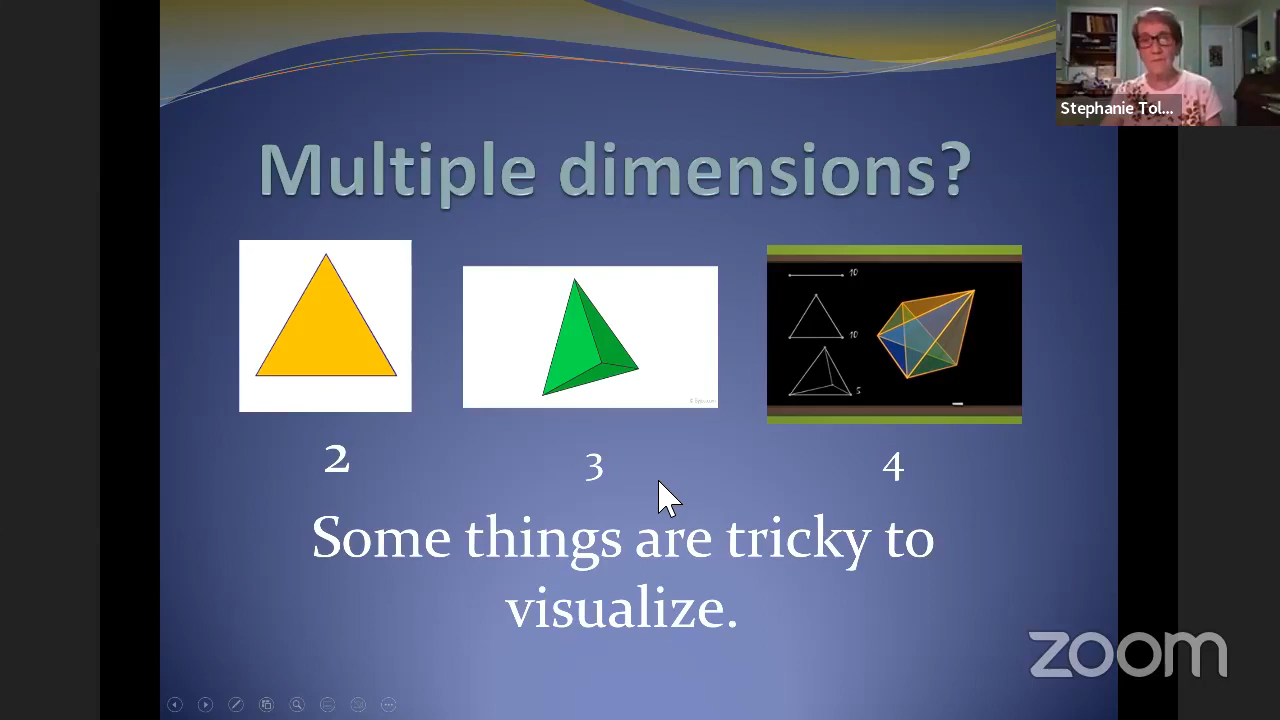 Stephanie Tol...
Multiple dimensions?
10
10
5
2
3
4
Some things are tricky to
visualize.
zoom